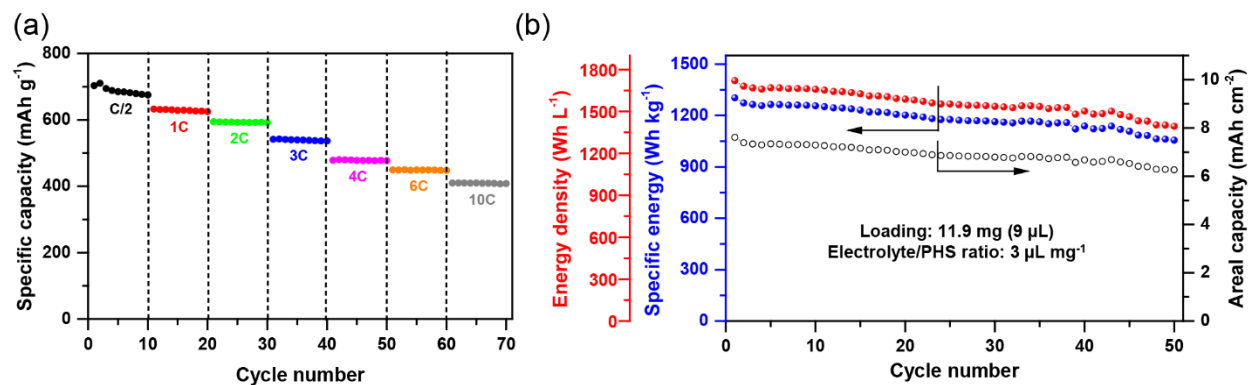 (a)
Specific capacity (mAh g⁻¹)
800
600
400
200
0
C/2
1C
2C
3C
4C
6C
10C
0 10 20 30 40 50 60 70
Cycle number
(b)
Energy density (Wh L⁻¹)
1800
1500
1200
900
600
300
0
Specific energy (Wh kg⁻¹)
1500
1200
900
600
300
0
Loading: 11.9 mg (9 µL)
Electrolyte/PHS ratio: 3 µL mg⁻¹
10
8
6
4
2
0
Areal capacity (mAh cm⁻²)
0 10 20 30 40 50
Cycle number